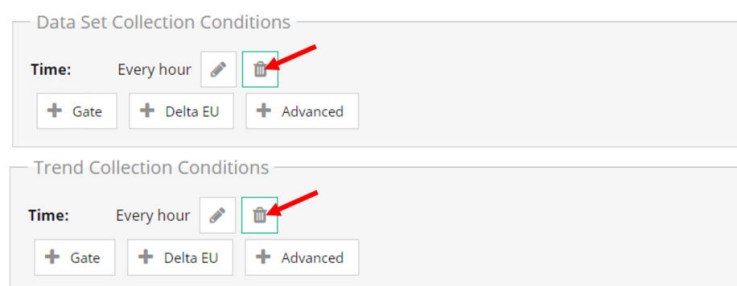 Data Set Collection Conditions
Time: Every hour
+ Gate + Delta EU + Advanced
Trend Collection Conditions
Time: Every hour
+ Gate + Delta EU + Advanced